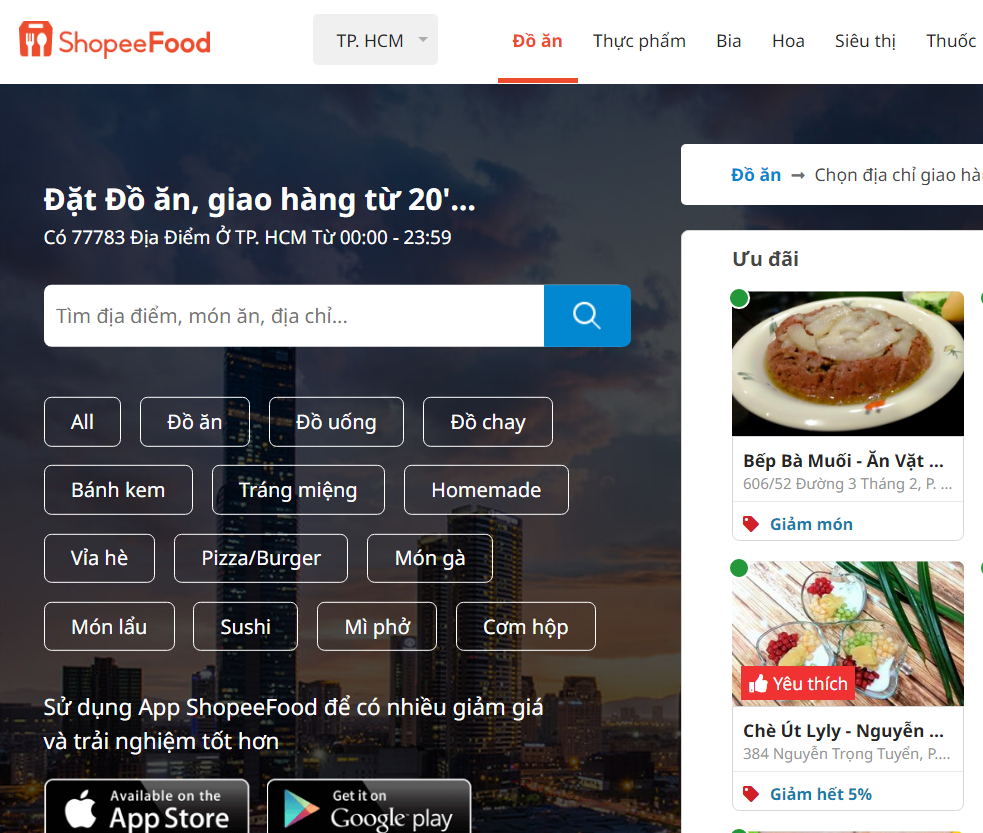 ShopeeFood
TP. HCM
Đồ ăn
Thực phẩm
Bia
Hoa
Siêu thị
Thuốc
Đặt Đồ ăn, giao hàng từ 20'...
Có 77783 Địa Điểm Ở TP. HCM Từ 00:00 - 23:59
Tìm địa điểm, món ăn, địa chỉ...
All
Đồ ăn
Đồ uống
Đồ chay
Bánh kem
Tráng miệng
Homemade
Vỉa hè
Pizza/Burger
Món gà
Món lẩu
Sushi
Mì phở
Cơm hộp
Sử dụng App ShopeeFood để có nhiều giảm giá
và trải nghiệm tốt hơn
Available on the
App Store
Get it on
Google play
Đồ ăn → Chọn địa chỉ giao hà
Ưu đãi
Bếp Bà Muối - Ăn Vặt ...
606/52 Đường 3 Tháng 2, P. ...
Giảm món
Yêu thích
Chè Út Lyly - Nguyễn ...
384 Nguyễn Trọng Tuyển, P....
Giảm hết 5%